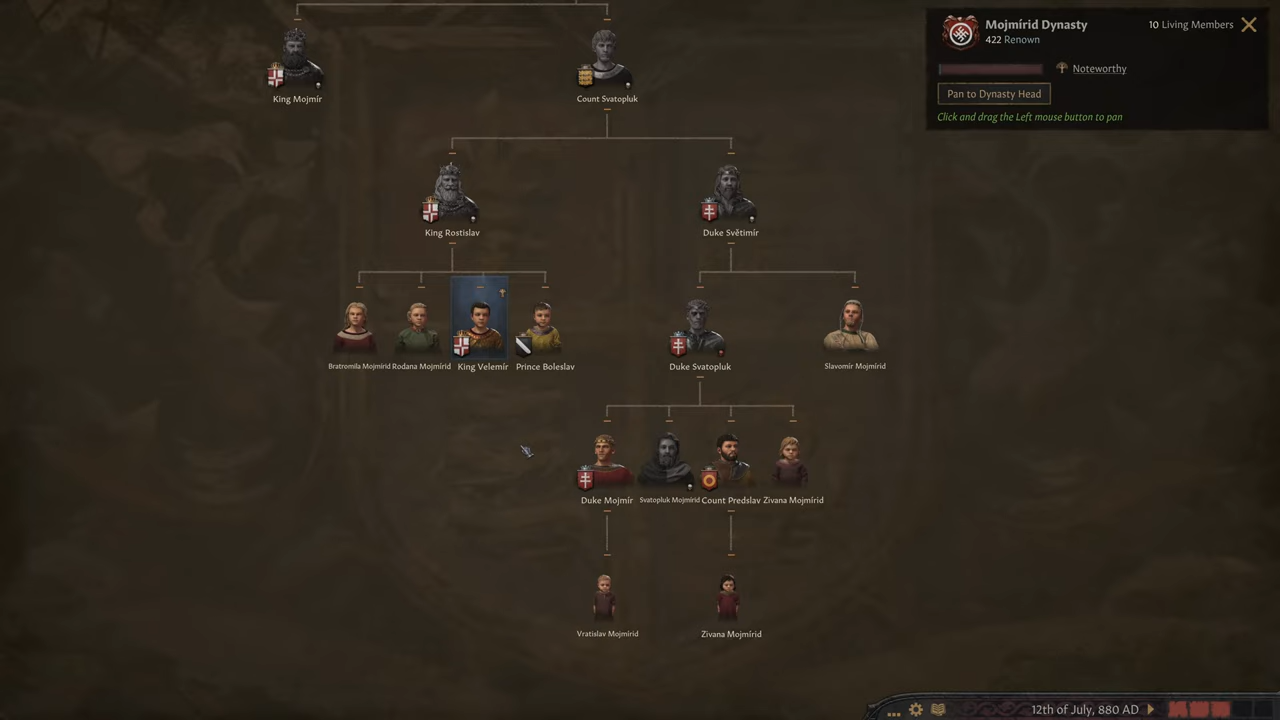 Mojmírid Dynasty
10 Living Members
422 Renown
Noteworthy
Pan to Dynasty Head
Click and drag the Left mouse button to pan
King Mojmír
Count Svatopluk
King Rostislav
Duke Světimír
Bratromila Mojmírid
Rodana Mojmírid
King Velemír
Prince Boleslav
Duke Svatopluk
Slavomír Mojmírid
Duke Mojmír
Svatopluk Mojmírid
Count Predslav
Zivana Mojmírid
Vratislav Mojmírid
Zivana Mojmírid
...
12th of July, 880 AD